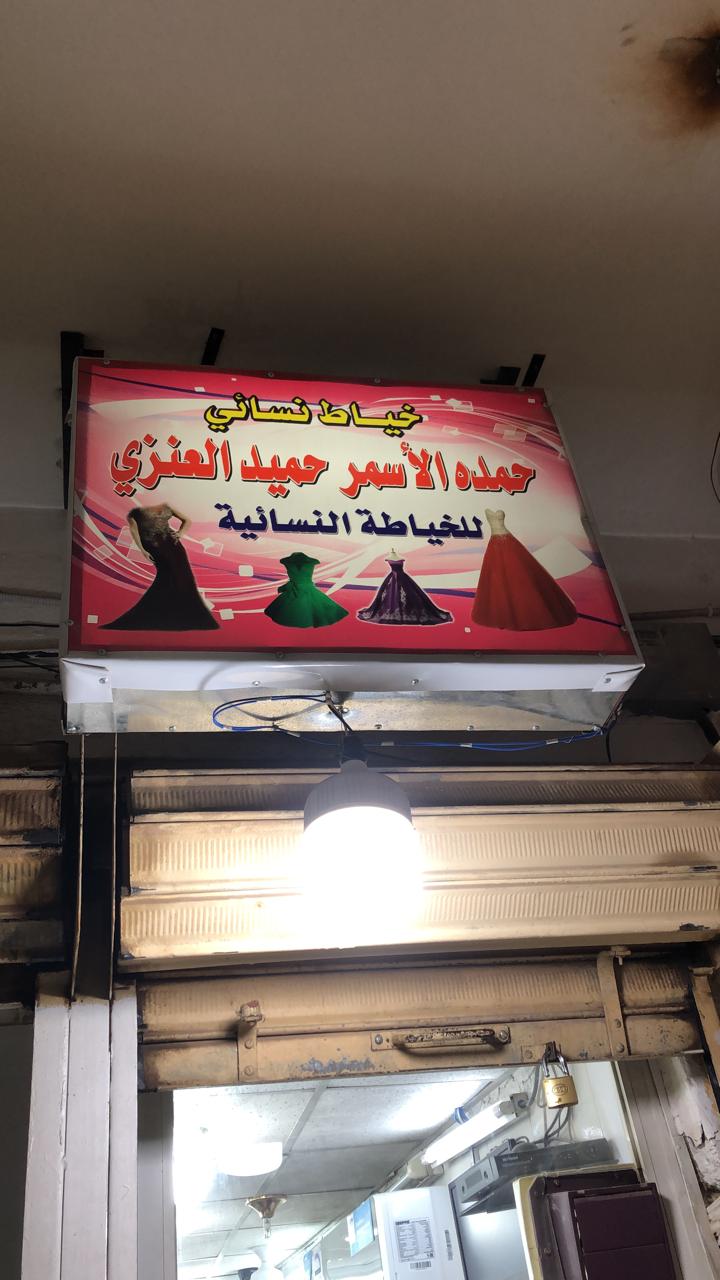 خياط نسائي
حمده الأسمر حميد العنزي
للخياطة النسائية